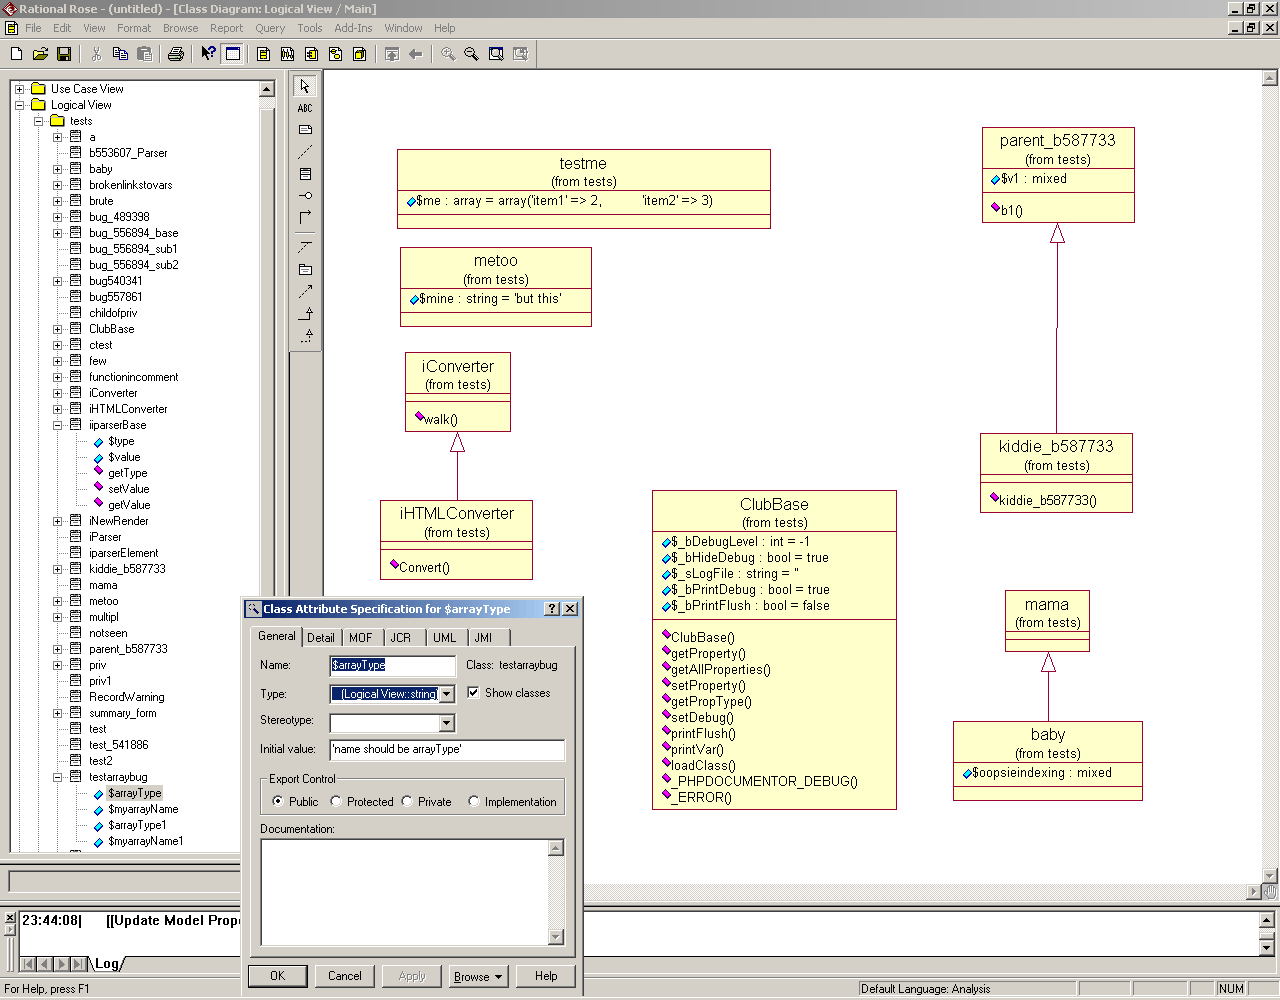 Rational Rose - (untitled) - [Class Diagram: Logical View / Main]
File Edit View Format Browse Report Query Tools Add-Ins Window Help
Use Case View
Logical View
tests
a
b553607_Parser
baby
brokenlinkstovars
brute
bug_489398
bug_556894_base
bug_556894_sub1
bug_556894_sub2
bug540341
bug557861
childofpriv
ClubBase
ctest
few
functionincomment
iConverter
iHTMLConverter
iiparserBase
$type
$value
getType
setValue
getValue
iNewRender
iParser
iparserElement
kiddie_b587733
mama
metoo
multipl
notseen
parent_b587733
priv
priv1
RecordWarning
summary_form
test
test_541886
test2
testarraybug
$arrayType
$myarrayName
$arrayType1
$myarrayName1
ABC
testme
(from tests)
$me : array = array('item1' => 2, 'item2' => 3)
metoo
(from tests)
$mine : string = 'but this'
iConverter
(from tests)
walk()
iHTMLConverter
(from tests)
Convert()
parent_b587733
(from tests)
$v1 : mixed
b1()
kiddie_b587733
(from tests)
kiddie_b587733()
ClubBase
(from tests)
$_bDebugLevel : int = -1
$_bHideDebug : bool = true
$_sLogFile : string = ''
$_bPrintDebug : bool = true
$_bPrintFlush : bool = false
ClubBase()
getProperty()
getAllProperties()
setProperty()
getPropType()
setDebug()
printFlush()
printVar()
loadClass()
_PHPDOCUMENTOR_DEBUG()
_ERROR()
mama
(from tests)
baby
(from tests)
$oopsieindexing : mixed
Class Attribute Specification for $arrayType
General Detail MOF JCR UML JMI
Name: $arrayType Class: testarraybug
Type: (Logical View::string) Show classes
Stereotype:
Initial value: 'name should be arrayType'
Export Control
Public Protected Private Implementation
Documentation:
OK Cancel Apply Browse Help
23:44:08| [[Update Model Prope
Log
For Help, press F1
Default Language: Analysis
NUM